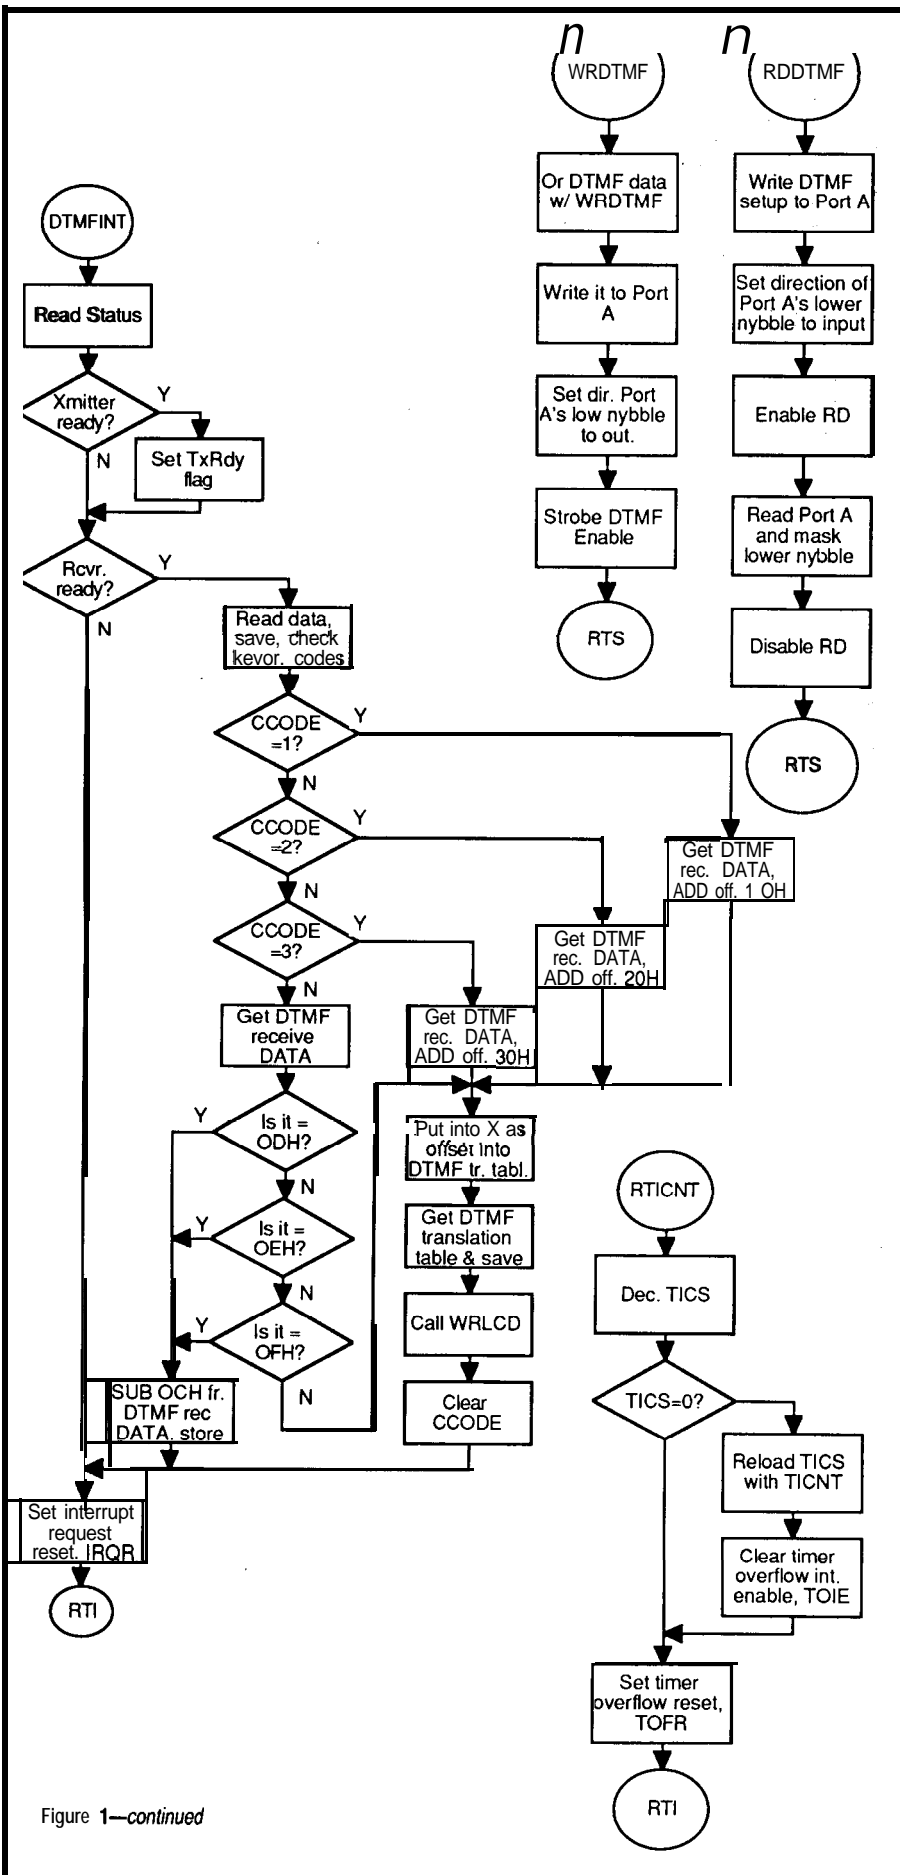 n
WRDTMF
Or DTMF data
w/ WRDTMF
Write it to Port
A
Set dir. Port
A's low nybble
to out.
Strobe DTMF
Enable
RTS
n
RDDTMF
Write DTMF
setup to Port A
Set direction of
Port A's lower
nybble to input
Enable RD
Read Port A
and mask
lower nybble
Disable RD
RTS
DTMFINT
Read Status
Xmitter
ready?
Y
N
Set TxRdy
flag
Rcvr.
ready?
Y
N
Read data,
save, check
kevor. codes
CCODE
=1?
Y
N
CCODE
=2?
Y
N
CCODE
=3?
Y
N
Get DTMF
rec. DATA,
ADD off. 1 OH
Get DTMF
rec. DATA,
ADD off. 20H
Get DTMF
rec. DATA,
ADD off. 30H
Get DTMF
receive
DATA
Is it =
ODH?
Y
N
Is it =
OEH?
Y
N
Is it =
OFH?
Y
N
SUB OCH fr.
DTMF rec
DATA. store
Put into X as
offset into
DTMF tr. tabl.
Get DTMF
translation
table & save
Call WRLCD
Clear
CCODE
Set interrupt
request
reset. IRQR
RTI
RTICNT
Dec. TICS
TICS=0?
Y
N
Reload TICS
with TICNT
Clear timer
overflow int.
enable, TOIE
Set timer
overflow reset,
TOFR
RTI
Figure 1—continued